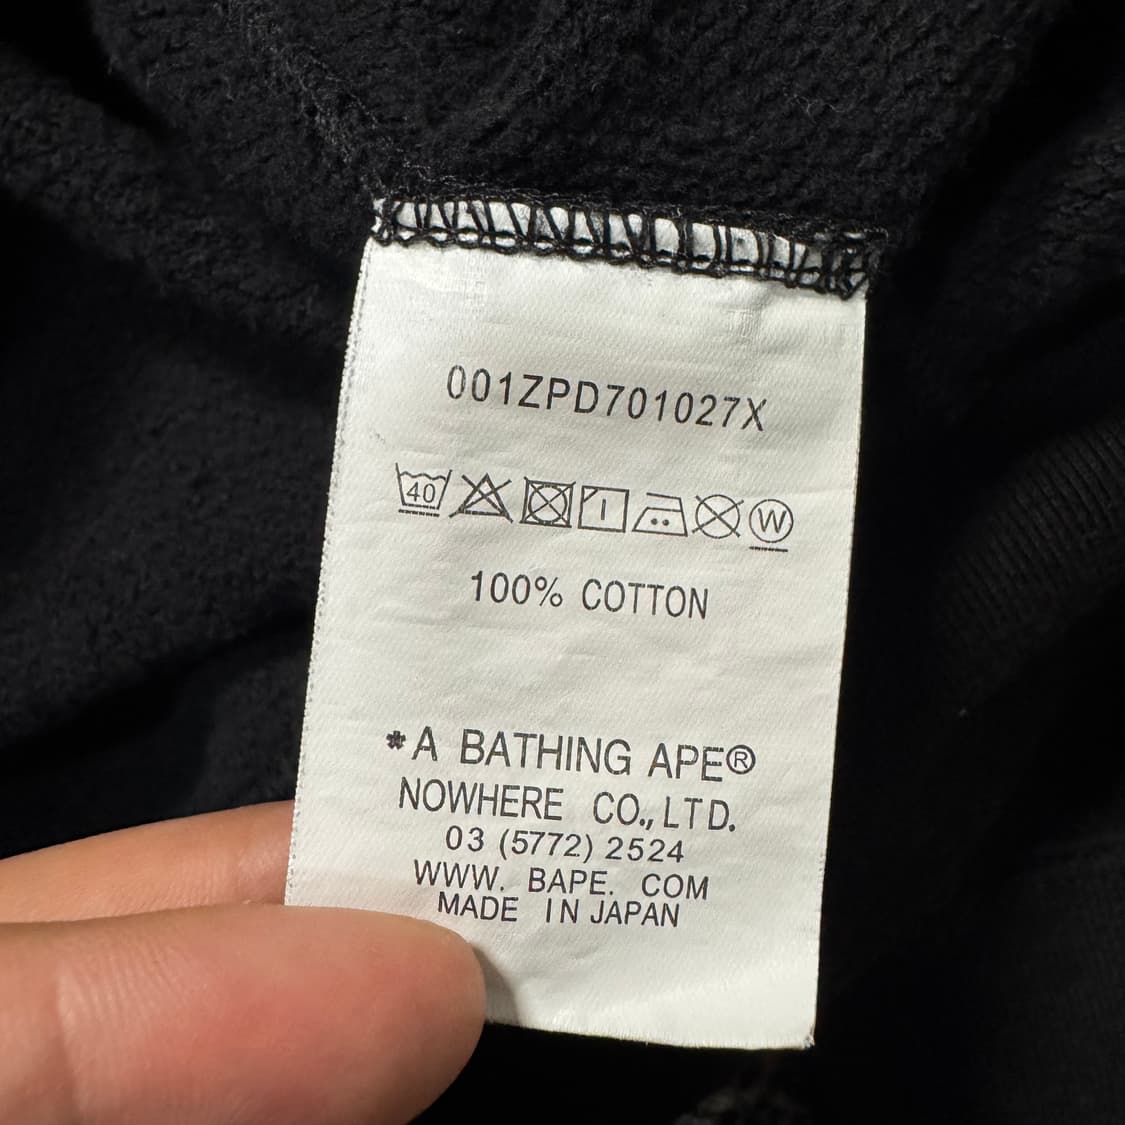 001ZPD701027X
40 W
100% COTTON
*A BATHING APE®
NOWHERE CO., LTD.
03 (5772) 2524
WWW. BAPE. COM
MADE IN JAPAN